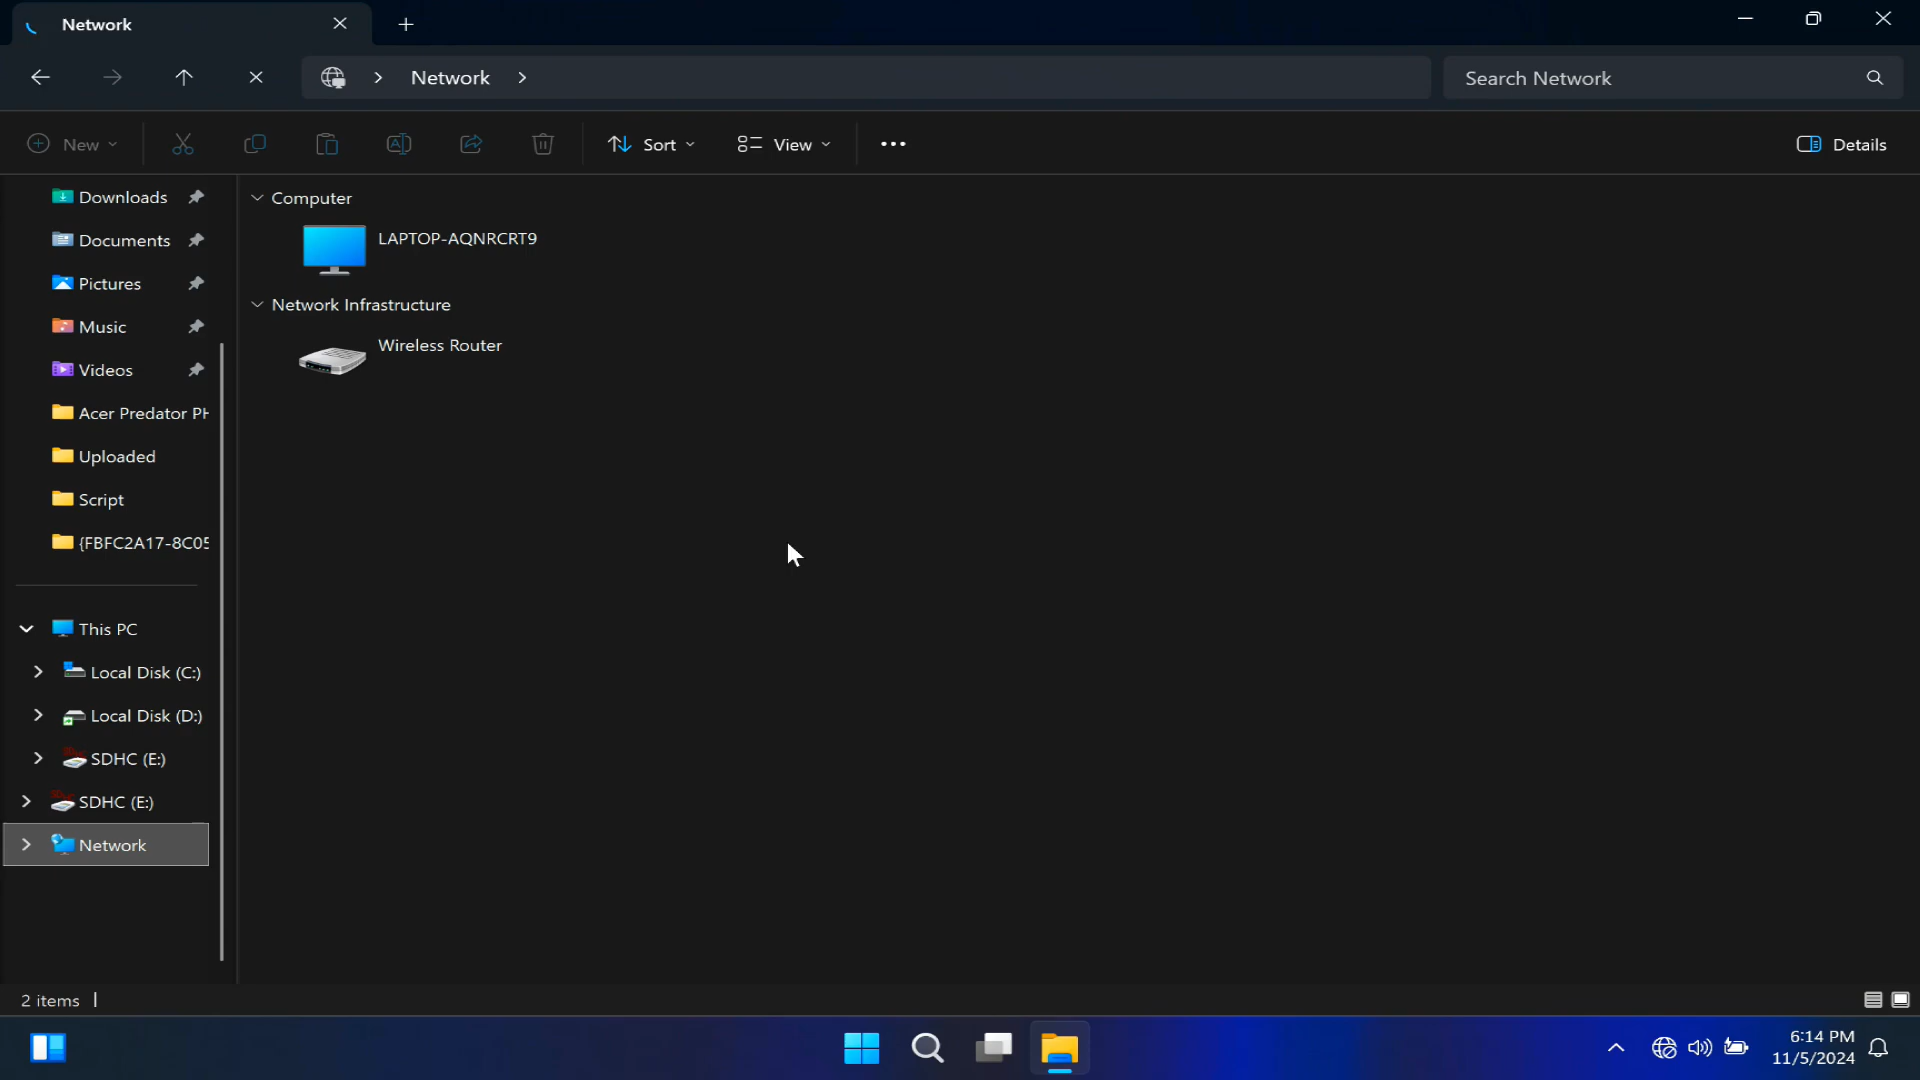 Network
Network
Search Network
New
Sort
View
Details
Downloads
Documents
Pictures
Music
Videos
Acer Predator PH
Uploaded
Script
{FBFC2A17-8C05
This PC
Local Disk (C:)
Local Disk (D:)
SDHC (E:)
SDHC (E:)
Network
Computer
LAPTOP-AQNRCRT9
Network Infrastructure
Wireless Router
2 items
6:14 PM
11/5/2024